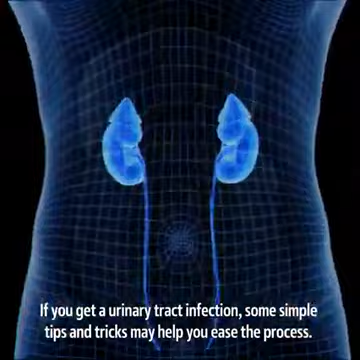 If you get a urinary tract infection, some simple
tips and tricks may help you ease the process.